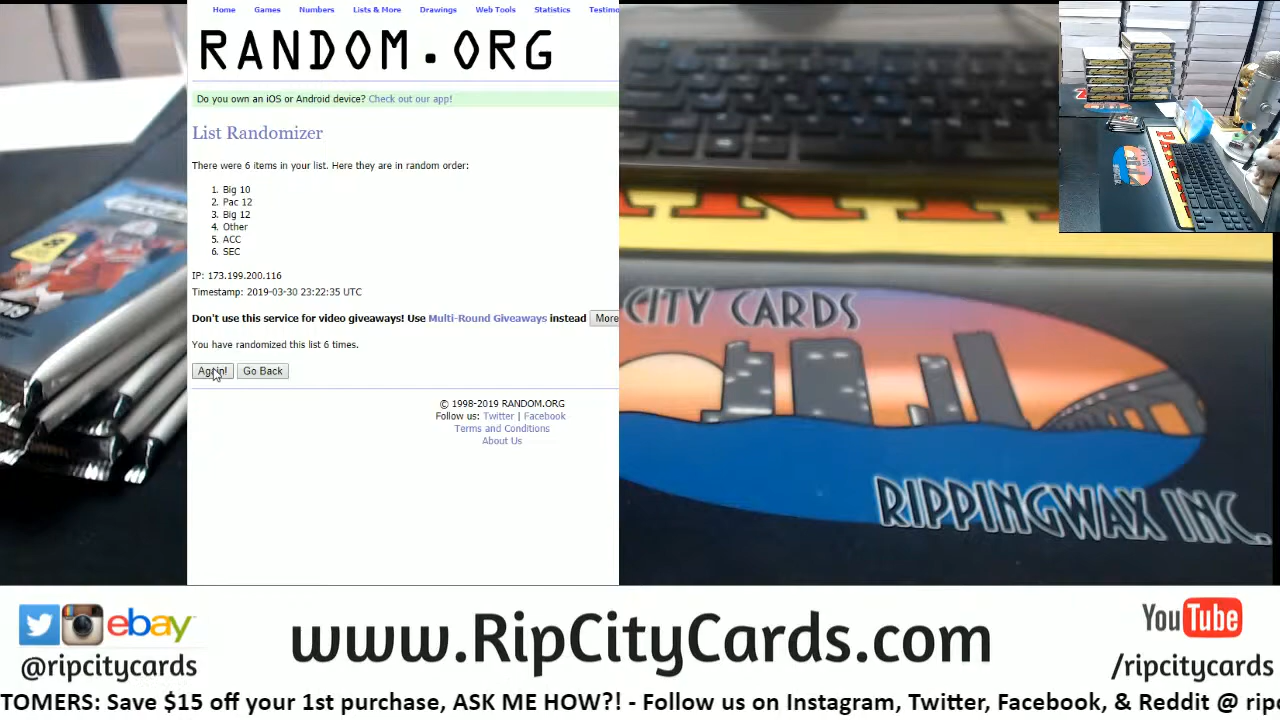 Home Games Numbers Lists & More Drawings Web Tools Statistics Testimo
RANDOM.ORG
Do you own an iOS or Android device? Check out our app!
List Randomizer
There were 6 items in your list. Here they are in random order:
1. Big 10
2. Pac 12
3. Big 12
4. Other
5. ACC
6. SEC
IP: 173.199.200.116
Timestamp: 2019-03-30 23:22:35 UTC
Don't use this service for video giveaways! Use Multi-Round Giveaways instead More
You have randomized this list 6 times.
Again! Go Back
© 1998-2019 RANDOM.ORG
Follow us: Twitter | Facebook
Terms and Conditions
About Us
CITY CARDS
RIPPINGWAX INC.
ebay
@ripcitycards
www.RipCityCards.com
YouTube
/ripcitycards
TOMERS: Save $15 off your 1st purchase, ASK ME HOW?! - Follow us on Instagram, Twitter, Facebook, & Reddit @ ripc